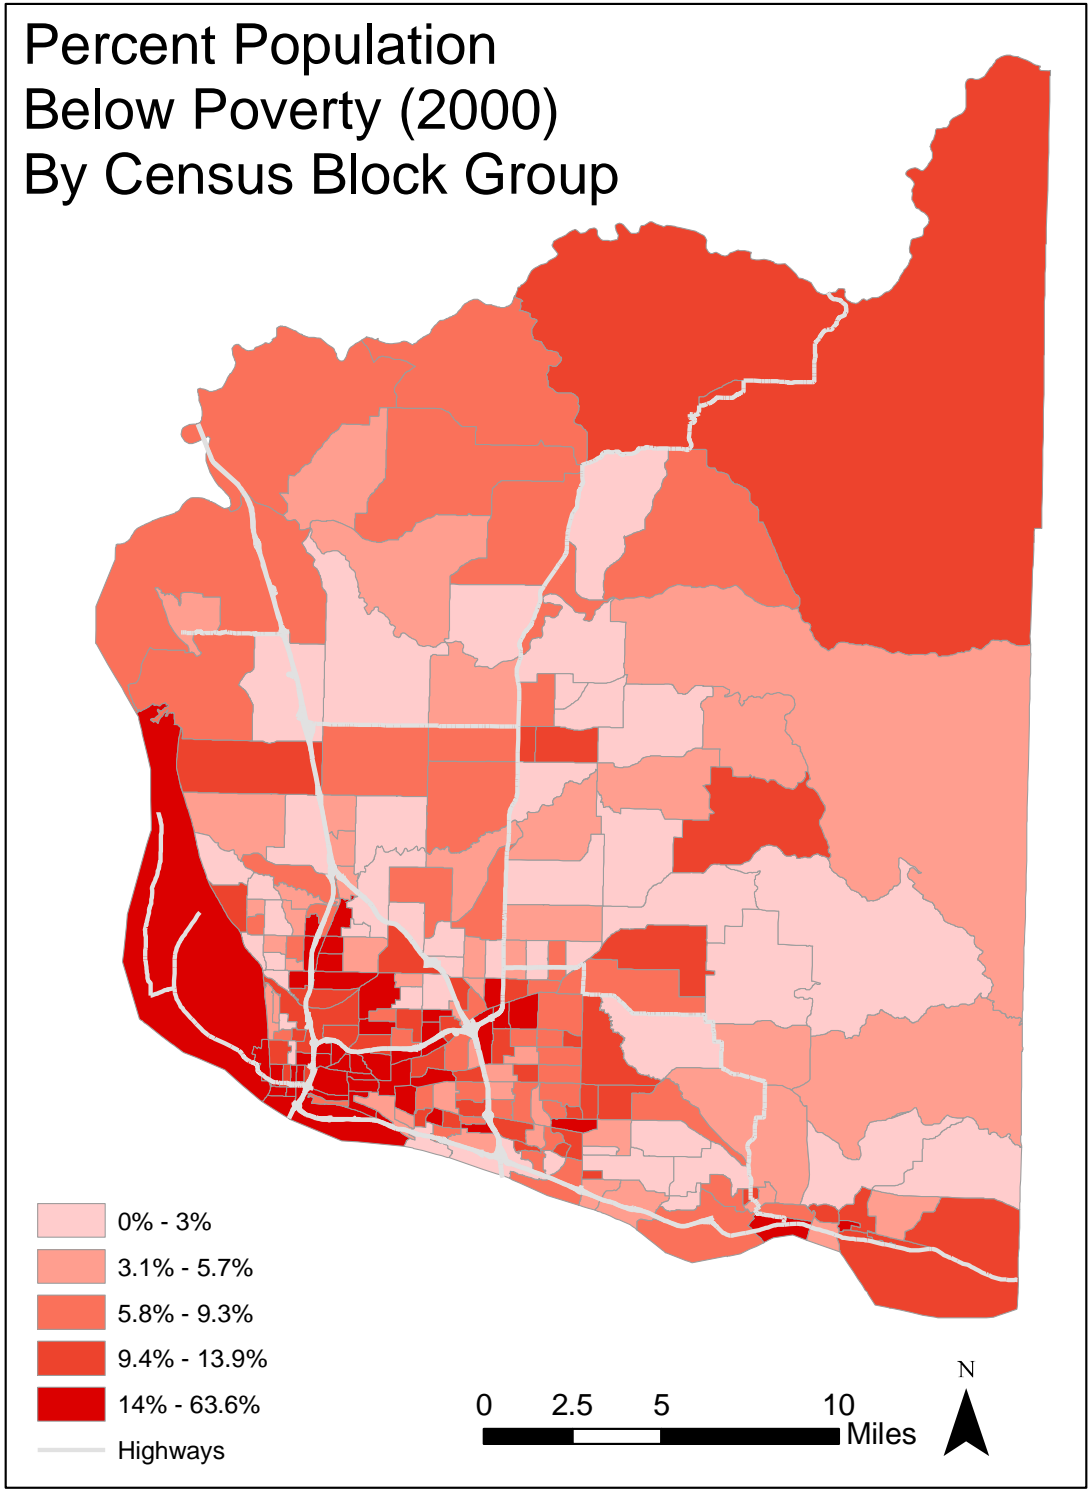 Percent Population
Below Poverty (2000)
By Census Block Group
0% - 3%
3.1% - 5.7%
5.8% - 9.3%
9.4% - 13.9%
14% - 63.6%
Highways
0 2.5 5 10
Miles
N